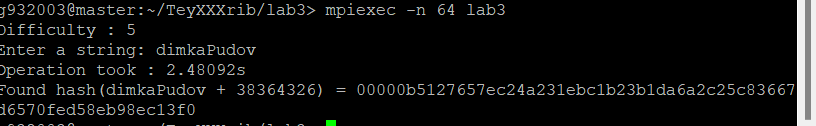 g932003@master:~/TeyXXXrib/lab3> mpiexec -n 64 lab3
Difficulty : 5
Enter a string: dimkaPudov
Operation took : 2.48092s
Found hash(dimkaPudov + 38364326) = 00000b5127657ec24a231ebc1b23b1da6a2c25c83667
d6570fed58eb98ec13f0